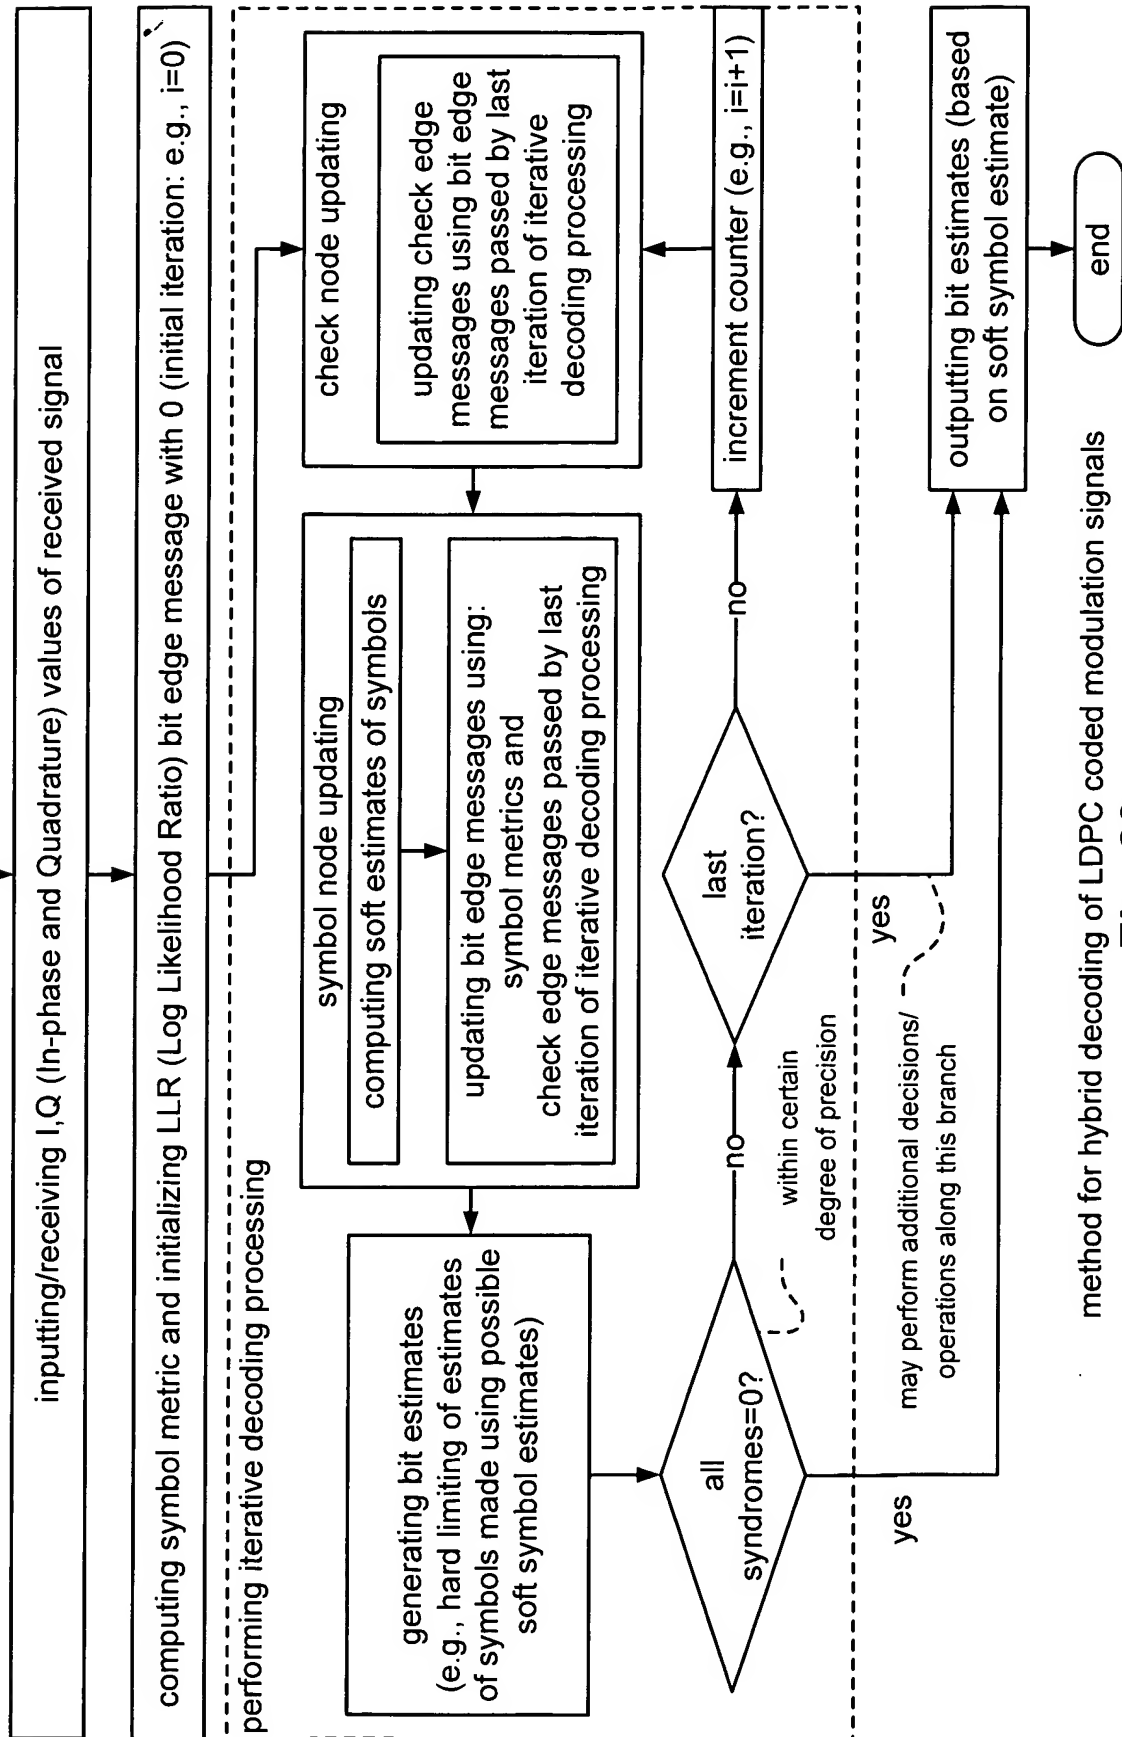 inputting/receiving I,Q (In-phase and Quadrature) values of received signal
computing symbol metric and initializing LLR (Log Likelihood Ratio) bit edge message with 0 (initial iteration: e.g., i=0)
performing iterative decoding processing
check node updating
updating check edge
messages using bit edge
messages passed by last
iteration of iterative
decoding processing
symbol node updating
computing soft estimates of symbols
updating bit edge messages using:
symbol metrics and
check edge messages passed by last
iteration of iterative decoding processing
generating bit estimates
(e.g., hard limiting of estimates
of symbols made using possible
soft symbol estimates)
all
syndromes=0?
no
within certain
degree of precision
last
iteration?
no
increment counter (e.g., i=i+1)
yes
yes
may perform additional decisions/
operations along this branch
outputting bit estimates (based
on soft symbol estimate)
end
method for hybrid decoding of LDPC coded modulation signals